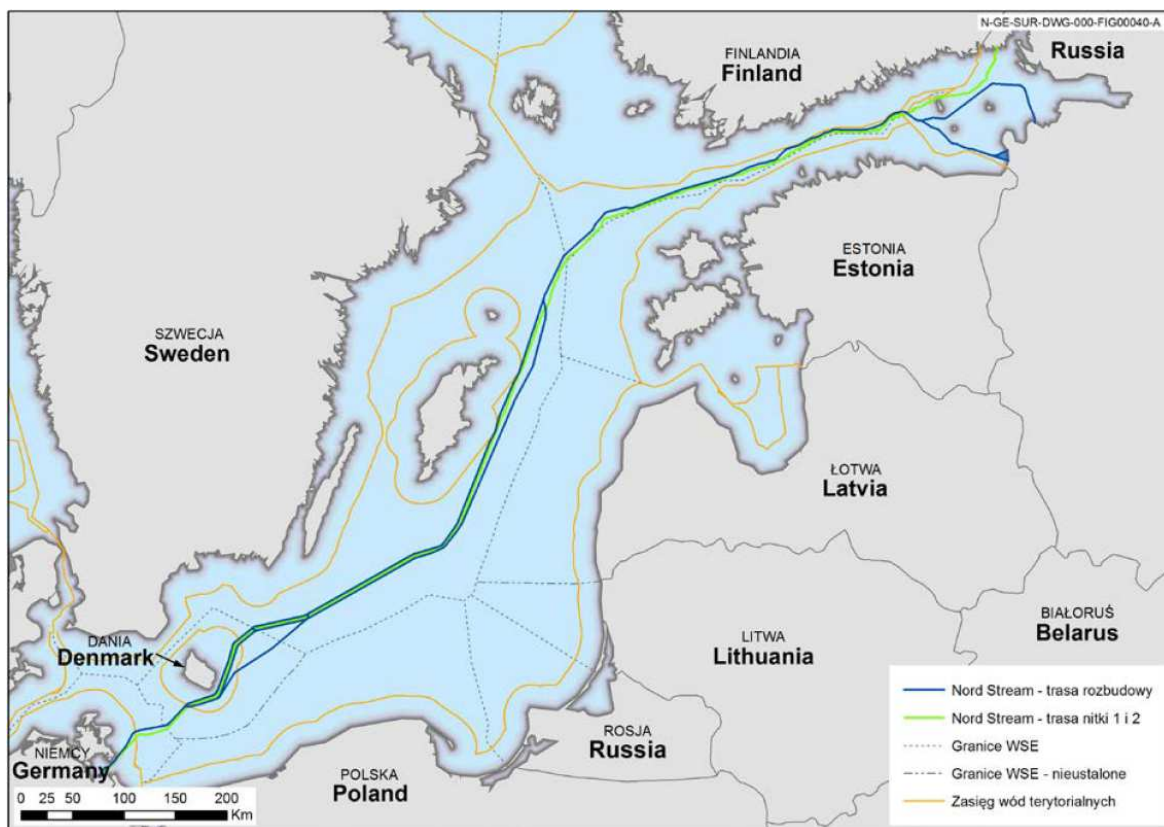 N-GE-SUR-DWG-000-FIG00040-A
FINLANDIA
Finland
Russia
ESTONIA
Estonia
SZWECJA
Sweden
ŁOTWA
Latvia
DANIA
Denmark
LITWA
Lithuania
BIAŁORUŚ
Belarus
ROSJA
Russia
NIEMCY
Germany
POLSKA
Poland
0 25 50 100 150 200
Km
Nord Stream - trasa rozbudowy
Nord Stream - trasa nitki 1 i 2
Granice WSE
Granice WSE - nieustalone
Zasięg wód terytorialnych